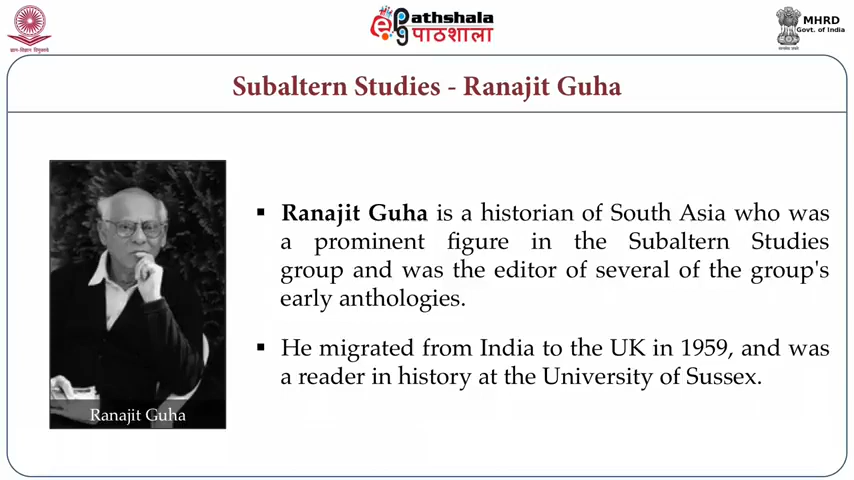 ज्ञान-विज्ञान विमुक्तये
Pathshala
पाठशाला
MHRD
Govt. of India
Subaltern Studies - Ranajit Guha
▪ Ranajit Guha is a historian of South Asia who was
a prominent figure in the Subaltern Studies
group and was the editor of several of the group's
early anthologies.
▪ He migrated from India to the UK in 1959, and was
a reader in history at the University of Sussex.
Ranajit Guha